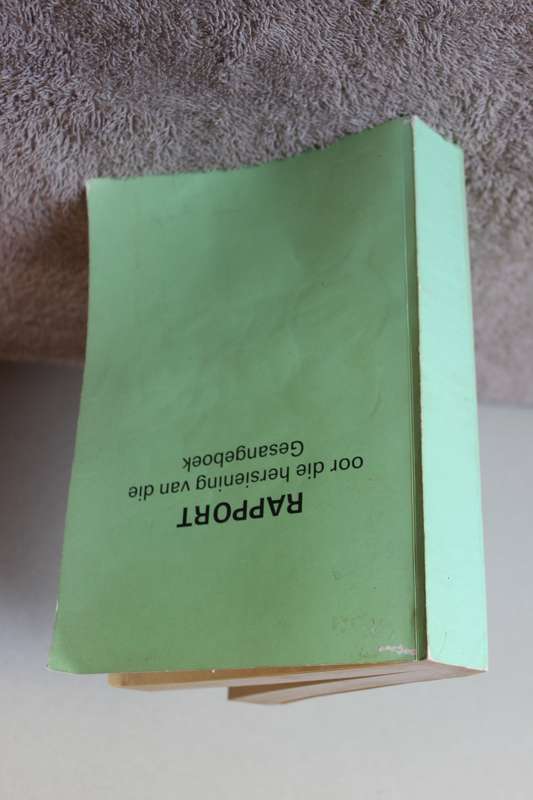 RAPPORT
oor die hersiening van die
Gesangeboek